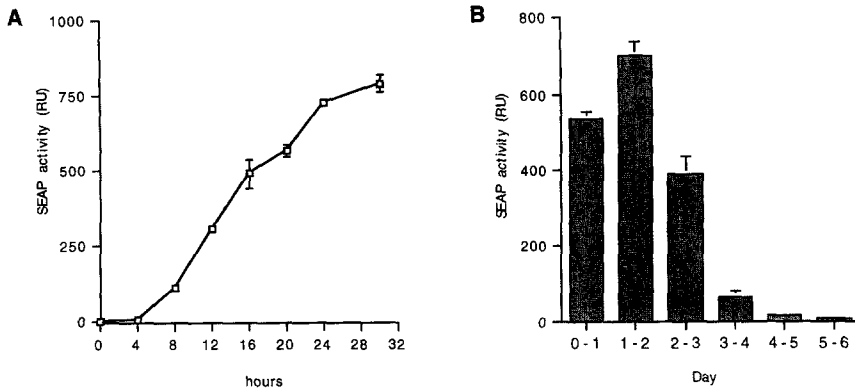 A
SEAP activity (RU)
1000
750
500
250
0
0 4 8 12 16 20 24 28 32
hours
B
SEAP activity (RU)
800
600
400
200
0
0 - 1 1 - 2 2 - 3 3 - 4 4 - 5 5 - 6
Day